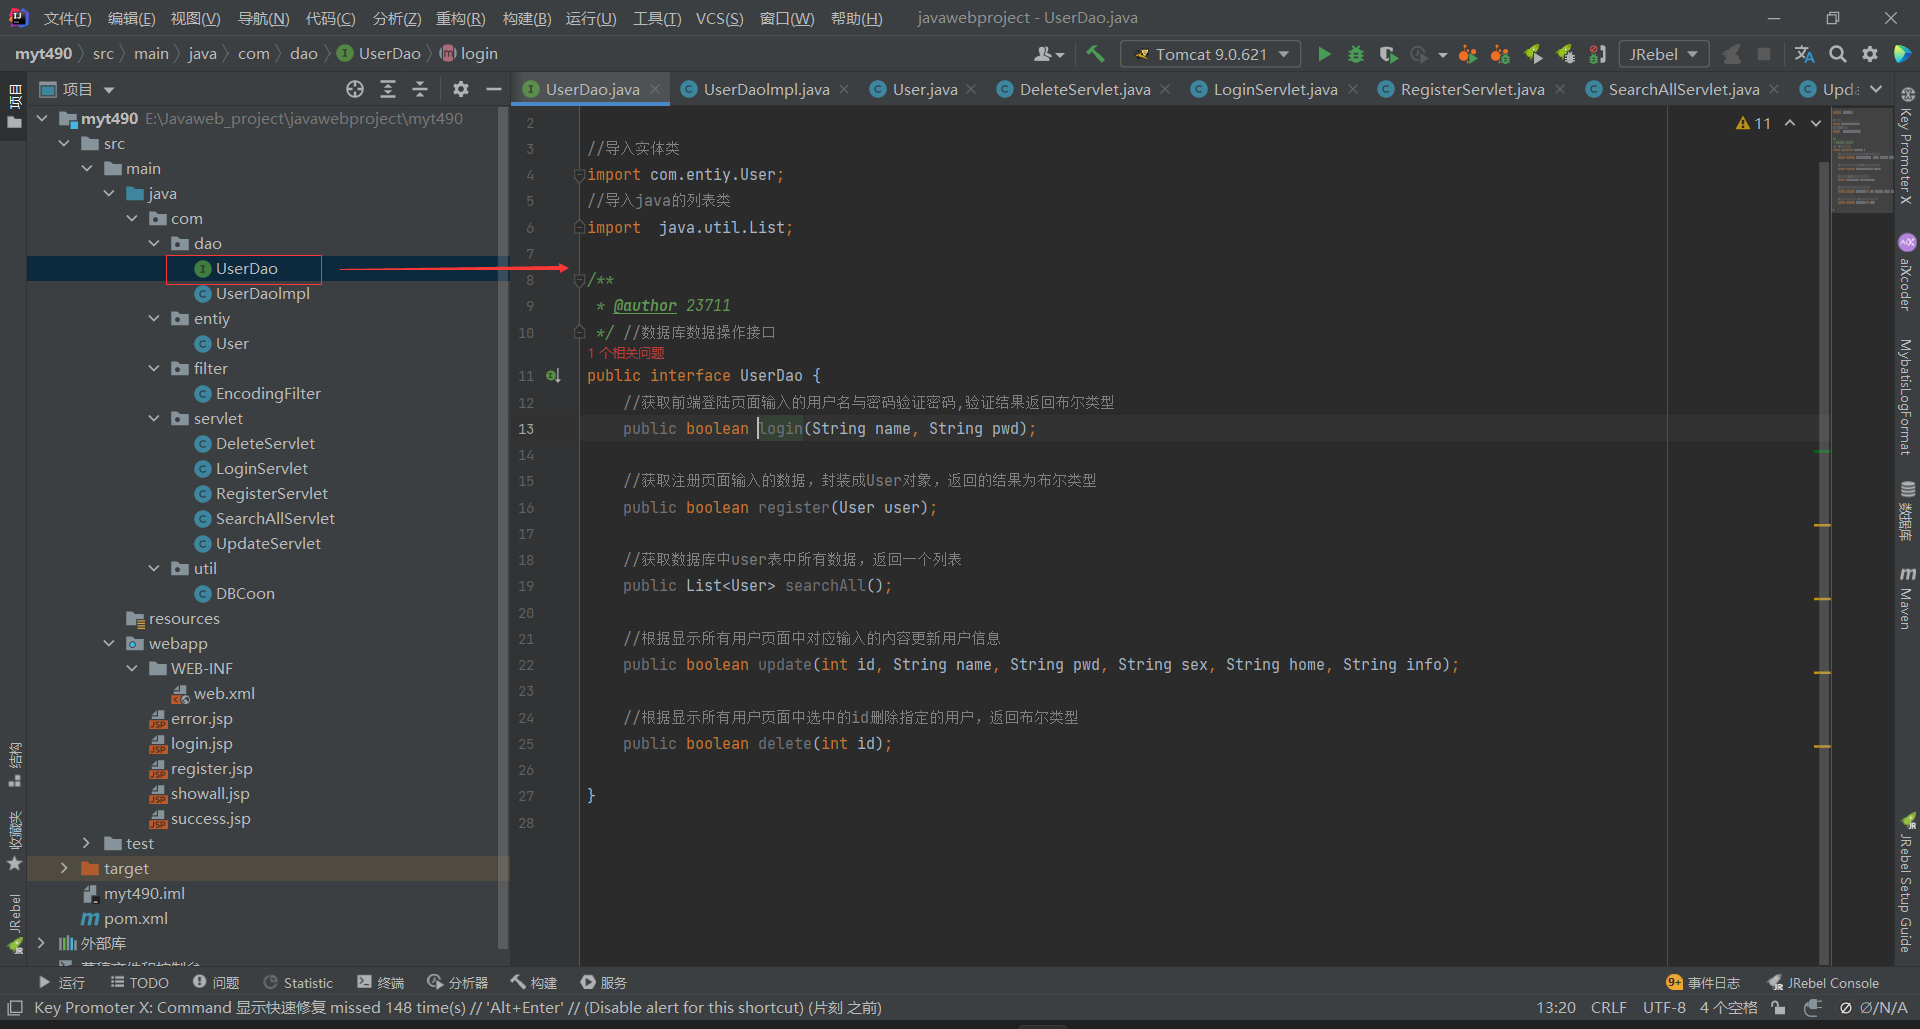 文件(F) 编辑(E) 视图(V) 导航(N) 代码(C) 分析(Z) 重构(R) 构建(B) 运行(U) 工具(T) VCS(S) 窗口(W) 帮助(H) javawebproject - UserDao.java
myt490 src main java com dao UserDao login Tomcat 9.0.621 JRebel
项目
UserDao.java UserDaoImpl.java User.java DeleteServlet.java LoginServlet.java RegisterServlet.java SearchAllServlet.java
myt490 E:\Javaweb_project\javawebproject\myt490
src
main
java
com
dao
UserDao
UserDaoImpl
entiy
User
filter
EncodingFilter
servlet
DeleteServlet
LoginServlet
RegisterServlet
SearchAllServlet
UpdateServlet
util
DBCoon
resources
webapp
WEB-INF
web.xml
error.jsp
login.jsp
register.jsp
showall.jsp
success.jsp
test
target
myt490.iml
pom.xml
外部库
项目
结构
收藏夹
JRebel
11
2
3 //导入实体类
4 import com.entiy.User;
5 //导入java的列表类
6 import  java.util.List;
7
8 /**
9 * @author 23711
10 */ //数据库数据操作接口
1 个相关问题
11 public interface UserDao {
12 //获取前端登陆页面输入的用户名与密码验证密码,验证结果返回布尔类型
13 public boolean login(String name, String pwd);
14
15 //获取注册页面输入的数据，封装成User对象，返回的结果为布尔类型
16 public boolean register(User user);
17
18 //获取数据库中user表中所有数据，返回一个列表
19 public List<User> searchAll();
20
21 //根据显示所有用户页面中对应输入的内容更新用户信息
22 public boolean update(int id, String name, String pwd, String sex, String home, String info);
23
24 //根据显示所有用户页面中选中的id删除指定的用户，返回布尔类型
25 public boolean delete(int id);
26
27 }
28
Key Promoter X
aiXcoder
MybatisLogFormat
数据库
Maven
JRebel Setup Guide
运行 TODO 问题 Statistic 终端 分析器 构建 服务 9+ 事件日志 JRebel Console
Key Promoter X: Command 显示快速修复 missed 148 time(s) // 'Alt+Enter' // (Disable alert for this shortcut) (片刻 之前) 13:20 CRLF UTF-8 4 个空格 Ø/N/A